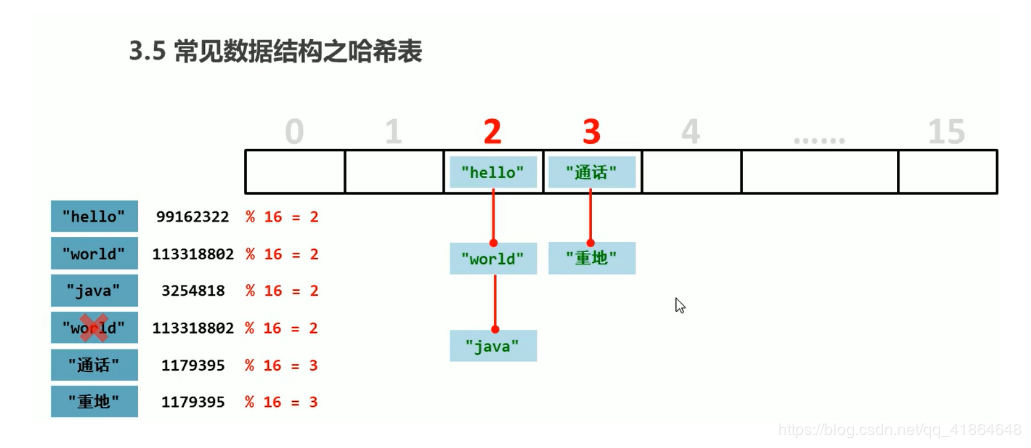 3.5 常见数据结构之哈希表
0 1 2 3 4 …… 15
"hello" "通话"
"hello" 99162322 % 16 = 2
"world" 113318802 % 16 = 2 "world" "重地"
"java" 3254818 % 16 = 2
"world" 113318802 % 16 = 2
"java"
"通话" 1179395 % 16 = 3
"重地" 1179395 % 16 = 3
https://blog.csdn.net/qq_41864648